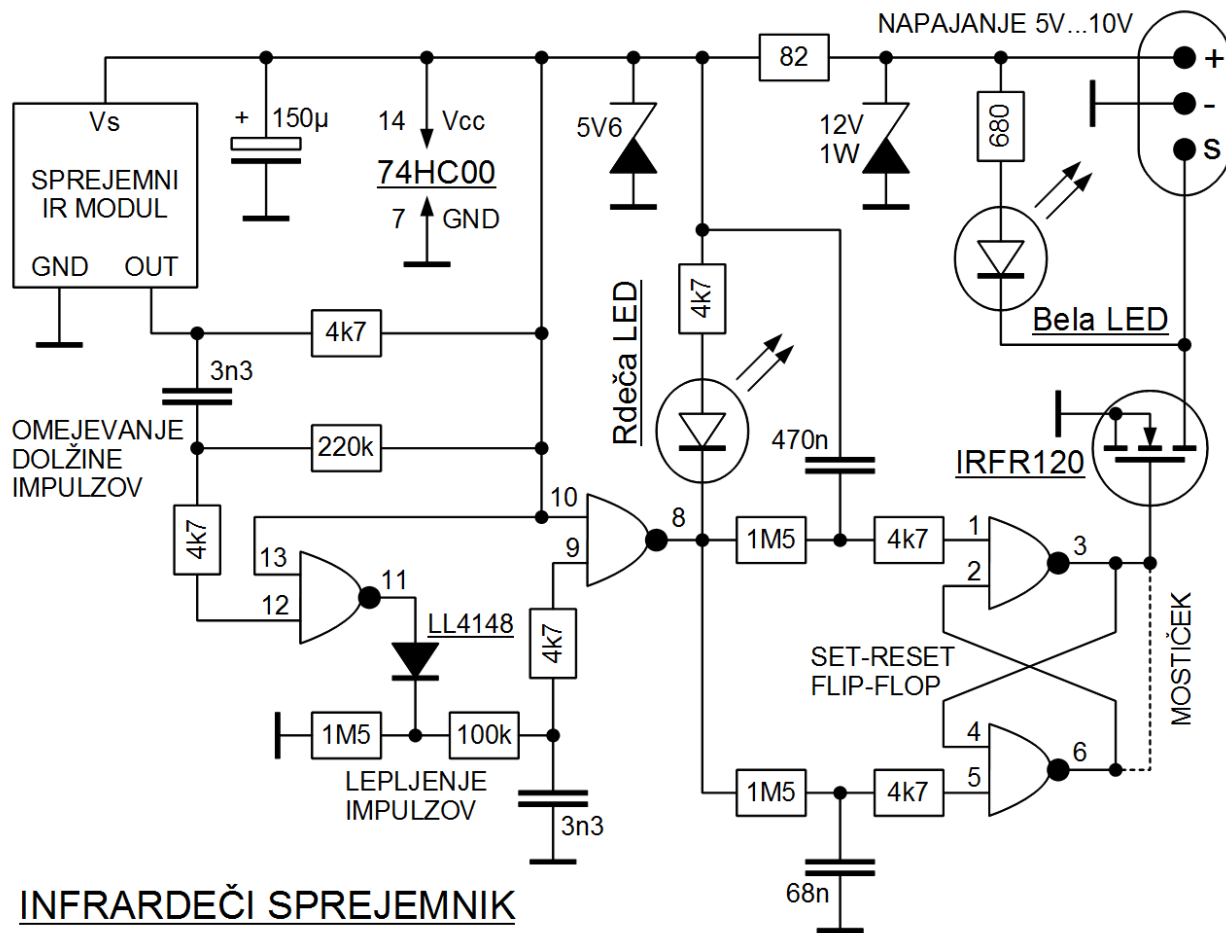 NAPAJANJE 5V...10V
+
-
S
82
Vs
SPREJEMNI
IR MODUL
GND
OUT
+
150µ
14
Vcc
74HC00
7
GND
5V6
12V
1W
680
Bela LED
4k7
Rdeča LED
4k7
3n3
OMEJEVANJE
DOLŽINE
IMPULZOV
220k
4k7
470n
IRFR120
10
9
8
13
12
11
LL4148
4k7
1M5
4k7
1
2
3
SET-RESET
FLIP-FLOP
MOSTIČEK
1M5
100k
LEPLJENJE
IMPULZOV
3n3
1M5
4k7
4
5
6
68n
INFRARDEČI SPREJEMNIK